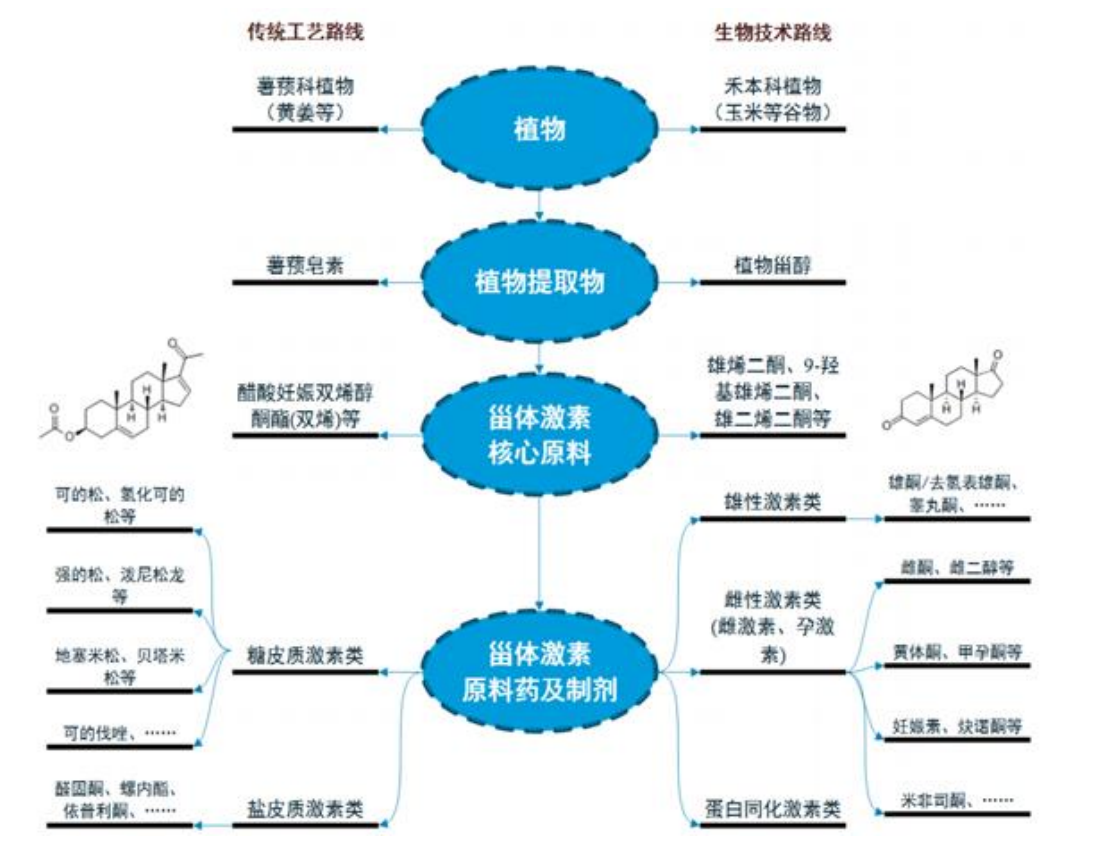 传统工艺路线
生物技术路线
薯蓣科植物
（黄姜等）
植物
禾本科植物
（玉米等谷物）
薯蓣皂素
植物提取物
植物甾醇
醋酸妊娠双烯醇
酮酯(双烯)等
甾体激素
核心原料
雄烯二酮、9-羟
基雄烯二酮、
雄二烯二酮等
O
O
O
H
H
H
O
O
H
H
H
可的松、氢化可的
松等
强的松、泼尼松龙
等
地塞米松、贝塔米
松等
可的伐唑、……
糖皮质激素类
醛固酮、螺内酯、
依普利酮、……
盐皮质激素类
甾体激素
原料药及制剂
雄性激素类
雄酮/去氢表雄酮、
睾丸酮、……
雌性激素类
(雌激素、孕激
素)
雌酮、雌二醇等
黄体酮、甲孕酮等
妊娠素、炔诺酮等
米非司酮、……
蛋白同化激素类